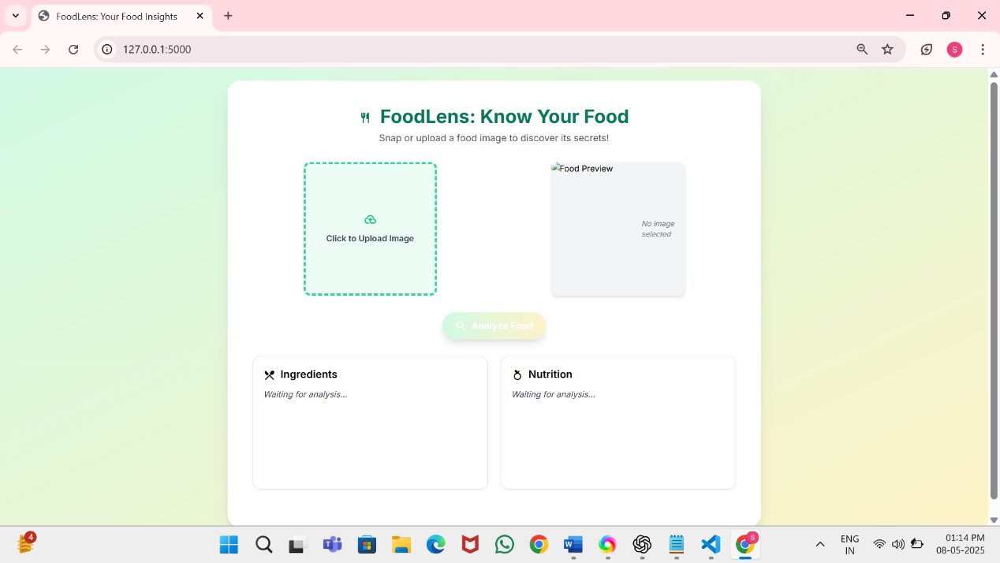 FoodLens: Your Food Insights
127.0.0.1:5000
S
FoodLens: Know Your Food
Snap or upload a food image to discover its secrets!
Click to Upload Image
Food Preview
No image
selected
Analyze Food
Ingredients
Waiting for analysis...
Nutrition
Waiting for analysis...
4
T
W
S
ENG
IN
01:14 PM
08-05-2025